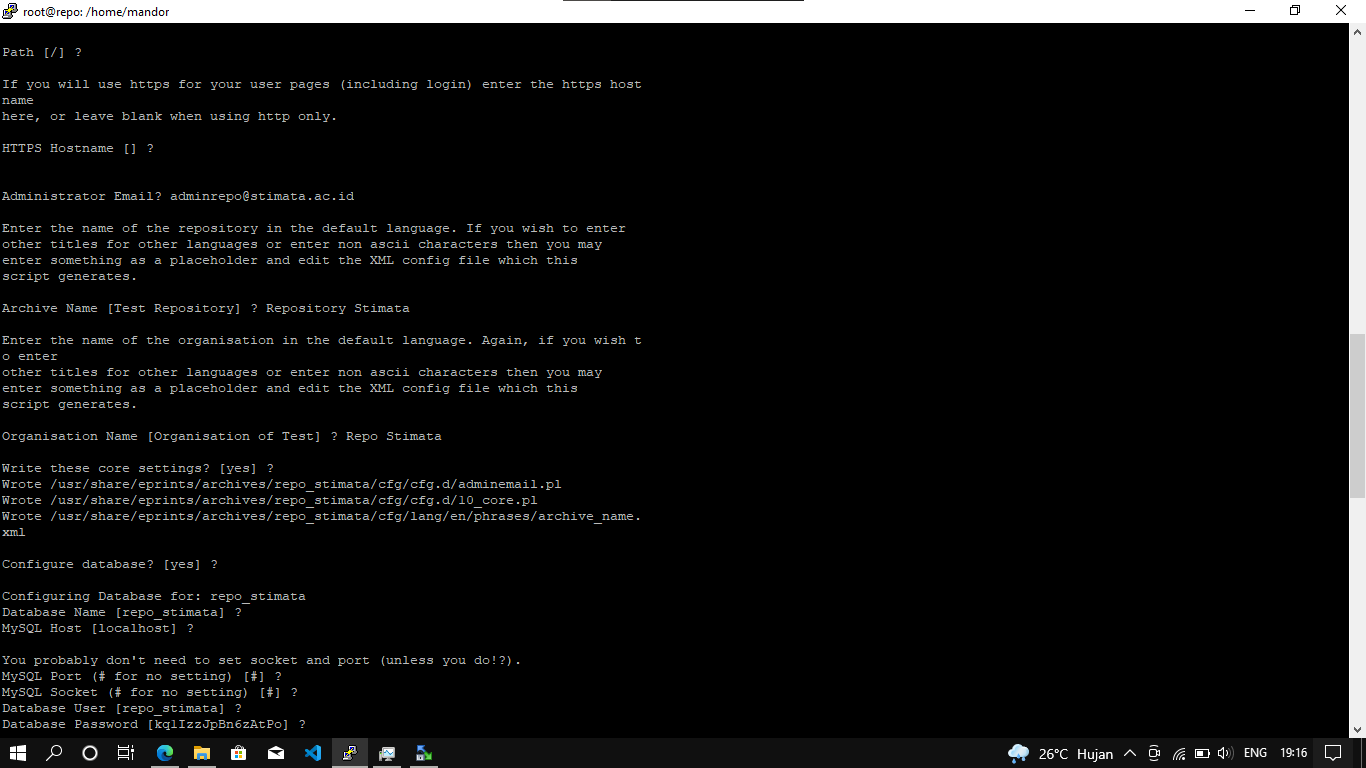 root@repo: /home/mandor
Path [/] ?
If you will use https for your user pages (including login) enter the https host
name
here, or leave blank when using http only.
HTTPS Hostname [] ?
Administrator Email? adminrepo@stimata.ac.id
Enter the name of the repository in the default language. If you wish to enter
other titles for other languages or enter non ascii characters then you may
enter something as a placeholder and edit the XML config file which this
script generates.
Archive Name [Test Repository] ? Repository Stimata
Enter the name of the organisation in the default language. Again, if you wish t
o enter
other titles for other languages or enter non ascii characters then you may
enter something as a placeholder and edit the XML config file which this
script generates.
Organisation Name [Organisation of Test] ? Repo Stimata
Write these core settings? [yes] ?
Wrote /usr/share/eprints/archives/repo_stimata/cfg/cfg.d/adminemail.pl
Wrote /usr/share/eprints/archives/repo_stimata/cfg/cfg.d/10_core.pl
Wrote /usr/share/eprints/archives/repo_stimata/cfg/lang/en/phrases/archive_name.
xml
Configure database? [yes] ?
Configuring Database for: repo_stimata
Database Name [repo_stimata] ?
MySQL Host [localhost] ?
You probably don't need to set socket and port (unless you do!?).
MySQL Port (# for no setting) [#] ?
MySQL Socket (# for no setting) [#] ?
Database User [repo_stimata] ?
Database Password [kqlIzzJpBn6zAtPo] ?
26°C Hujan ENG 19:16